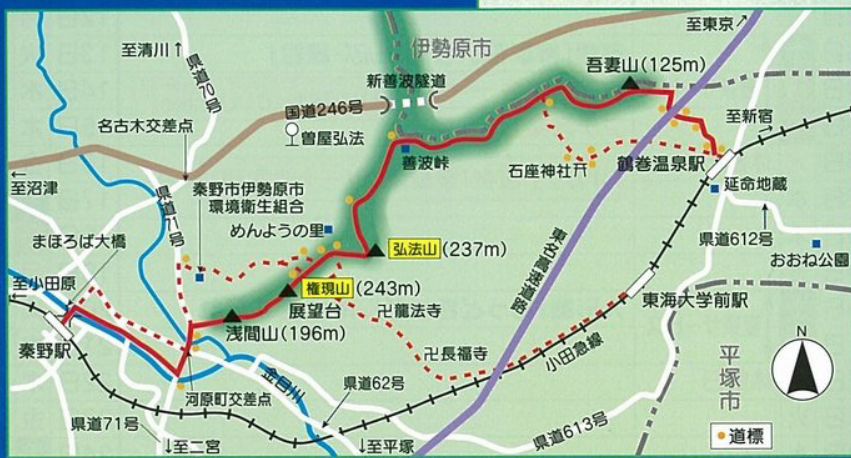 至東京↗
伊勢原市
至清川↑
県道70号
新善波隧道
吾妻山(125m)
国道246号
曽屋弘法
名古木交差点
至新宿
→
善波峠
石座神社
鶴巻温泉駅
←
至沼津
県道71号
秦野市伊勢原市
環境衛生組合
延命地蔵
めんようの里
弘法山(237m)
東名高速道路
まほろば大橋
県道612号
おおね公園
至小田原
←
権現山(243m)
展望台
卍龍法寺
東海大学前駅
浅間山(196m)
秦野駅
卍長福寺
小田急線
N
平塚市
金目川
河原町交差点
県道62号
県道71号
↓至二宮
↓至平塚
県道613号
●道標